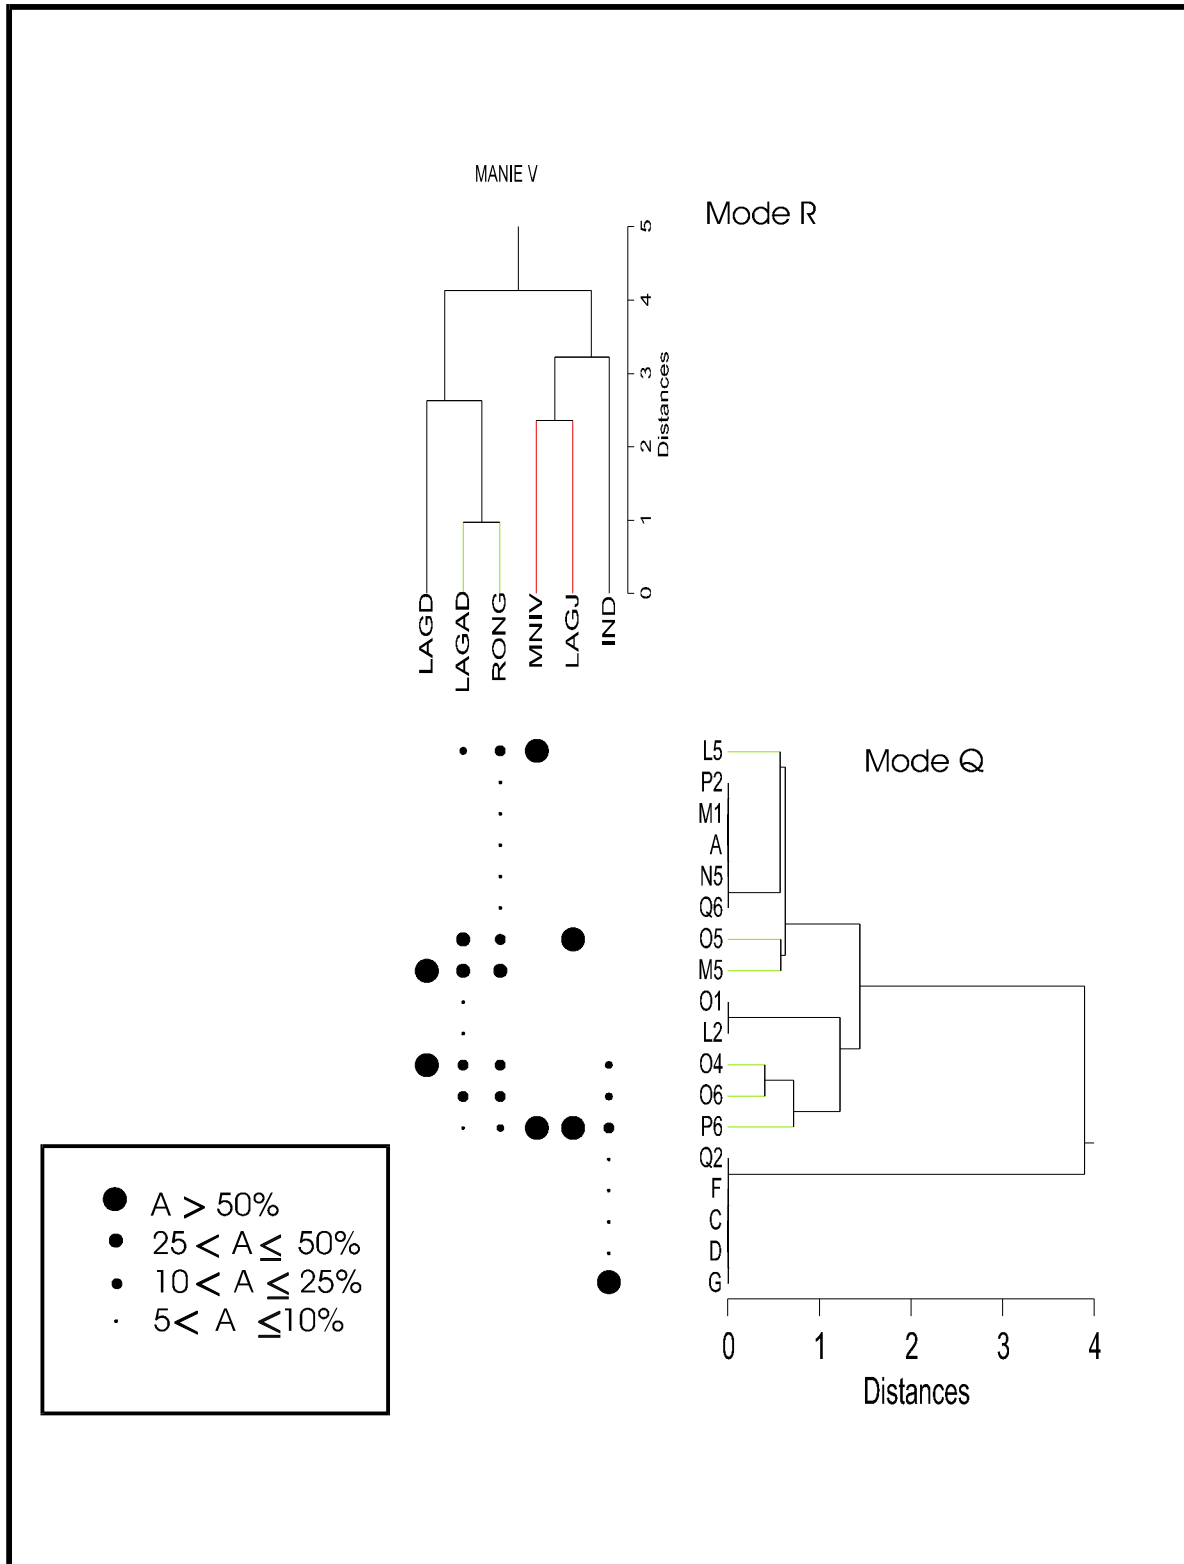 MANIE V
Mode R
5
4
3
2
1
0
Distances
LAGD
LAGAD
RONG
MNIV
LAGJ
IND
Mode Q
L5
P2
M1
A
N5
Q6
O5
M5
O1
L2
O4
O6
P6
Q2
F
C
D
G
0 1 2 3 4
Distances
A > 50%
25 < A ≤ 50%
10 < A ≤ 25%
5 < A ≤ 10%